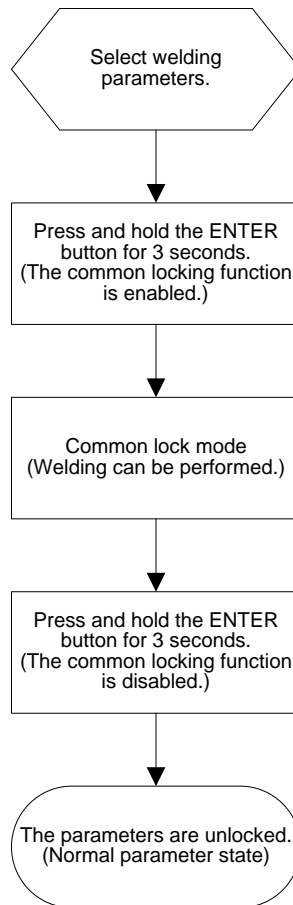 Select welding
parameters.
Press and hold the ENTER
button for 3 seconds.
(The common locking function
is enabled.)
Common lock mode
(Welding can be performed.)
Press and hold the ENTER
button for 3 seconds.
(The common locking function
is disabled.)
The parameters are unlocked.
(Normal parameter state)